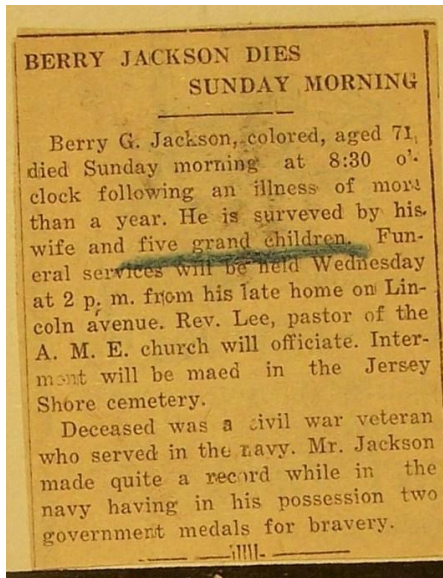 BERRY JACKSON DIES
SUNDAY MORNING
Berry G. Jackson, colored, aged 71,
died Sunday morning at 8:30 o'-
clock following an illness of more
than a year. He is surveved by his
wife and five grand children. Fun-
eral services will be held Wednesday
at 2 p. m. from his late home on Lin-
coln avenue. Rev. Lee, pastor of the
A. M. E. church will officiate. Inter-
ment will be maed in the Jersey
Shore cemetery.
Deceased was a civil war veteran
who served in the navy. Mr. Jackson
made quite a record while in the
navy having in his possession two
government medals for bravery.